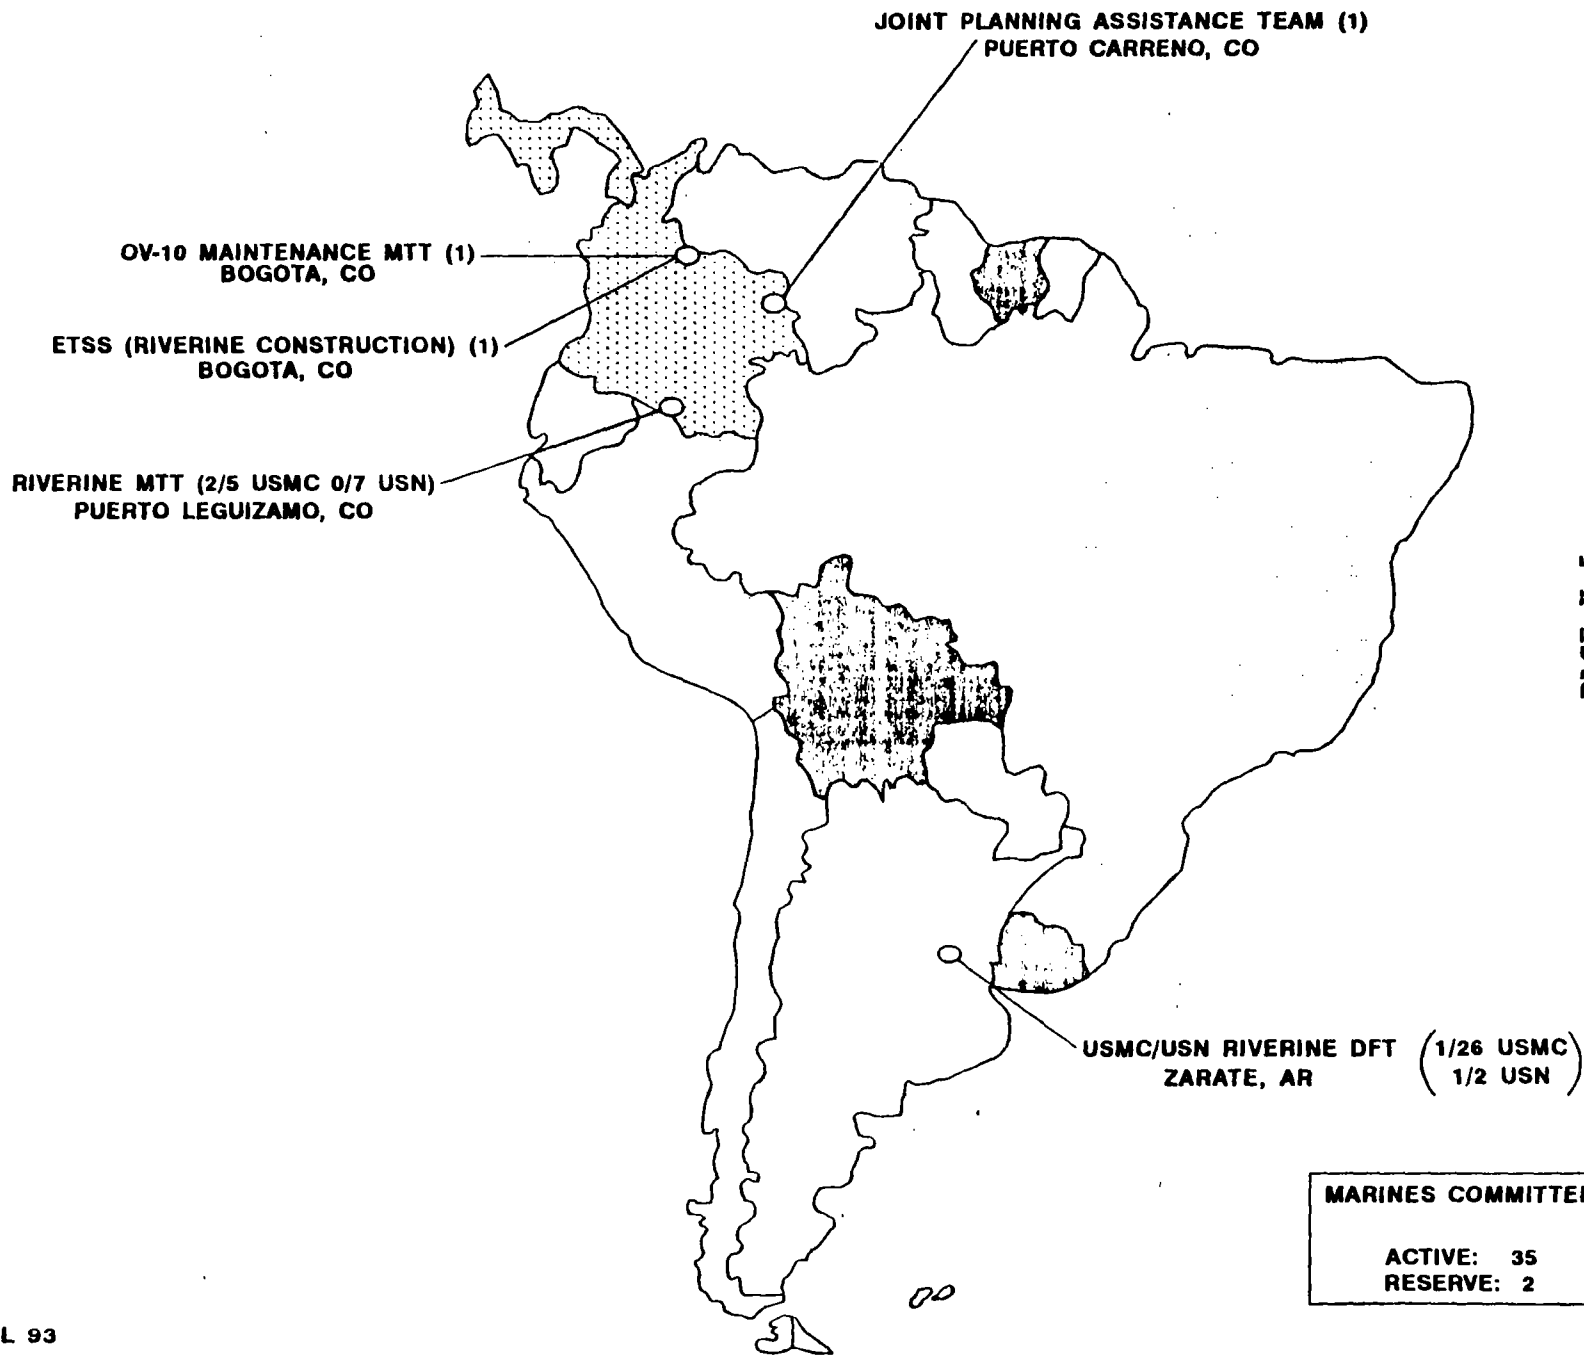 JOINT PLANNING ASSISTANCE TEAM (1)
PUERTO CARRENO, CO
OV-10 MAINTENANCE MTT (1)
BOGOTA, CO
ETSS (RIVERINE CONSTRUCTION) (1)
BOGOTA, CO
RIVERINE MTT (2/5 USMC 0/7 USN)
PUERTO LEGUIZAMO, CO
USMC/USN RIVERINE DFT (1/26 USMC
1/2 USN)
ZARATE, AR
MARINES COMMITTE
ACTIVE: 35
RESERVE: 2
L 93